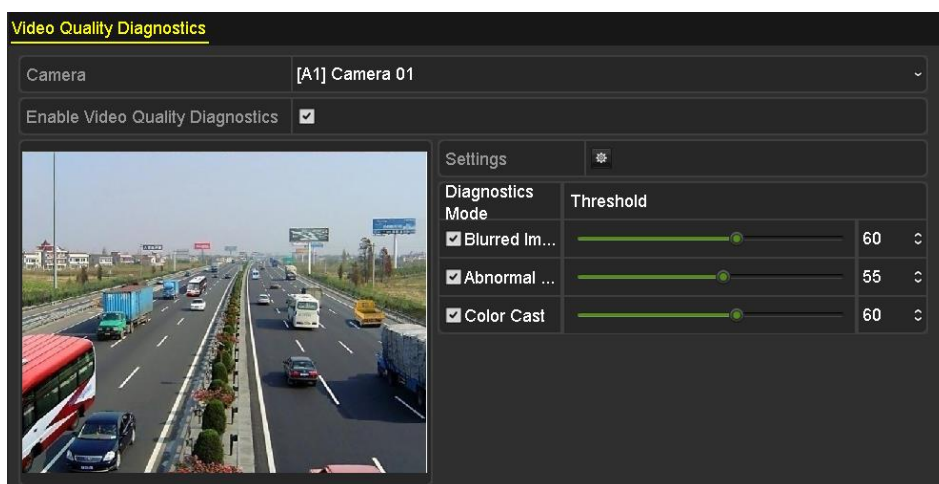 Video Quality Diagnostics
Camera [A1] Camera 01
Enable Video Quality Diagnostics
Settings
Diagnostics Mode Threshold
Blurred Im... 60
Abnormal ... 55
Color Cast 60